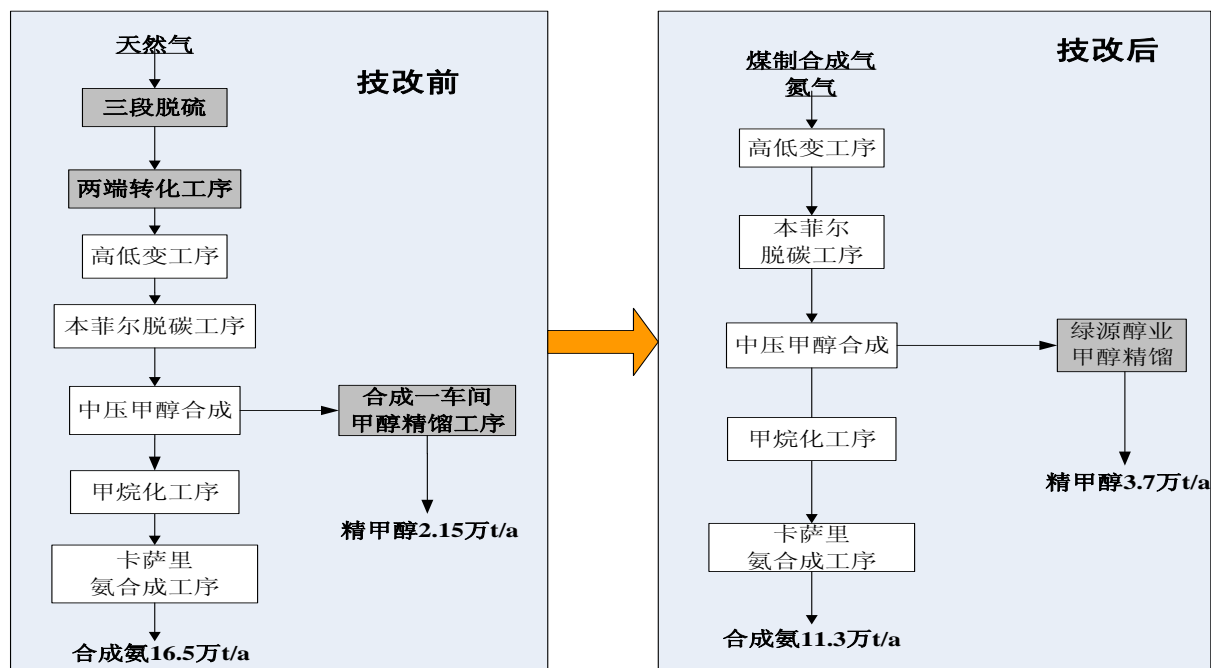 技改前
天然气
三段脱硫
两端转化工序
高低变工序
本菲尔脱碳工序
中压甲醇合成
合成一车间
甲醇精馏工序
精甲醇2.15万t/a
甲烷化工序
卡萨里
氨合成工序
合成氨16.5万t/a
技改后
煤制合成气
氮气
高低变工序
本菲尔
脱碳工序
中压甲醇合成
绿源醇业
甲醇精馏
精甲醇3.7万t/a
甲烷化工序
卡萨里
氨合成工序
合成氨11.3万t/a